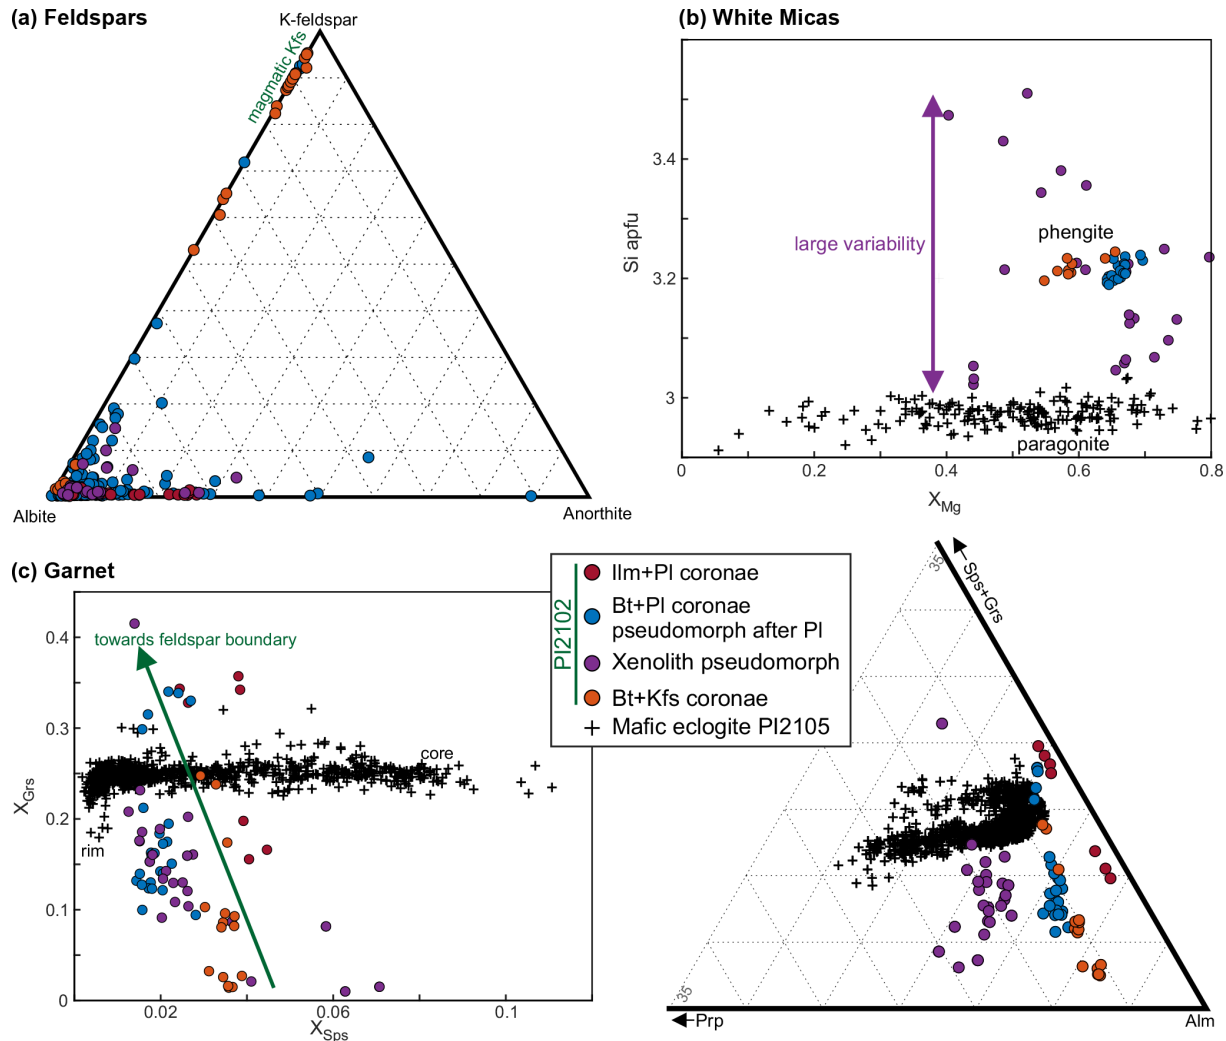 (a) Feldspars
K-feldspar
magmatic Kfs
Albite
Anorthite
(b) White Micas
Si apfu
3.4
3.2
3
large variability
phengite
paragonite
0
0.2
0.4
0.6
0.8
X_Mg
(c) Garnet
X_Grs
0.4
0.3
0.2
0.1
0
towards feldspar boundary
core
rim
0.02
0.06
0.1
X_Sps
PI2102
Ilm+Pl coronae
Bt+Pl coronae
pseudomorph after Pl
Xenolith pseudomorph
Bt+Kfs coronae
Mafic eclogite PI2105
35
Sps+Grs
35
Prp
Alm